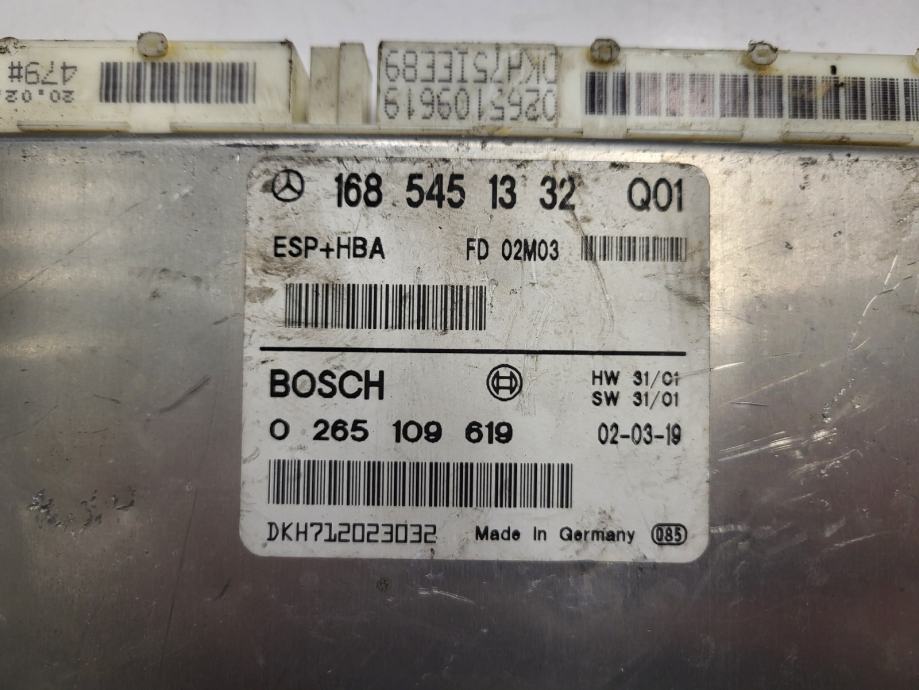 479#
20.02.
DKH75IEE89
0265109619
168 545 13 32 Q01
ESP+HBA FD 02M03
BOSCH HW 31/01
SW 31/01
0 265 109 619 02-03-19
DKH712023032 Made in Germany 085